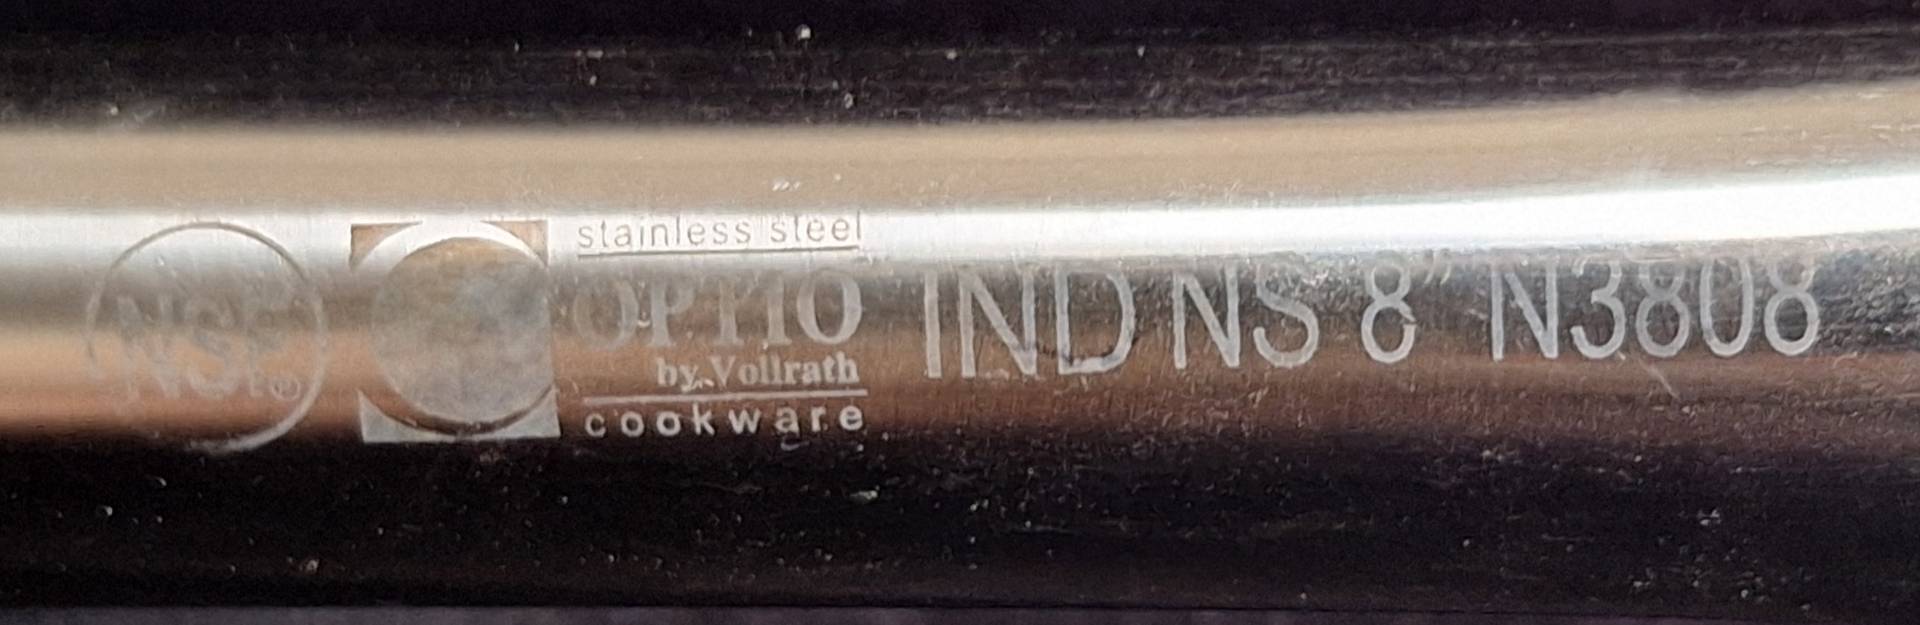 NSF®
stainless steel
OPTIO
by Vollrath
cookware
IND NS 8" N3808